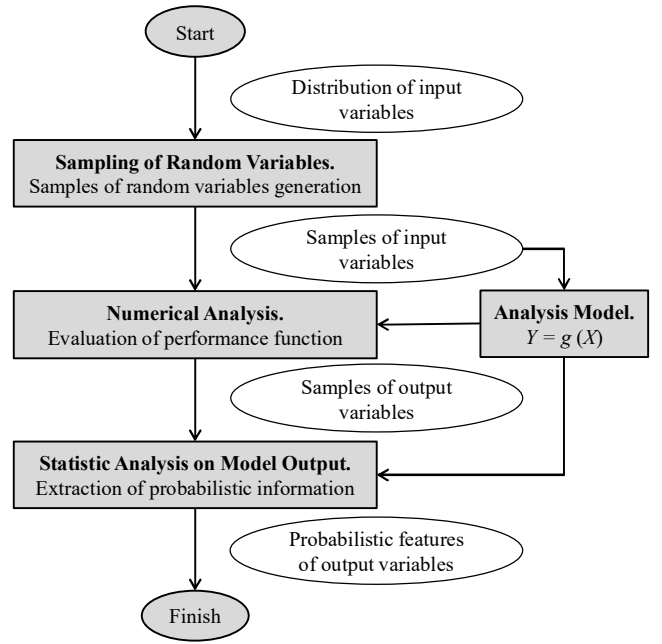 Start
Distribution of input
variables
Sampling of Random Variables.
Samples of random variables generation
Samples of input
variables
Numerical Analysis.
Evaluation of performance function
Analysis Model.
Y = g (X)
Samples of output
variables
Statistic Analysis on Model Output.
Extraction of probabilistic information
Probabilistic features
of output variables
Finish